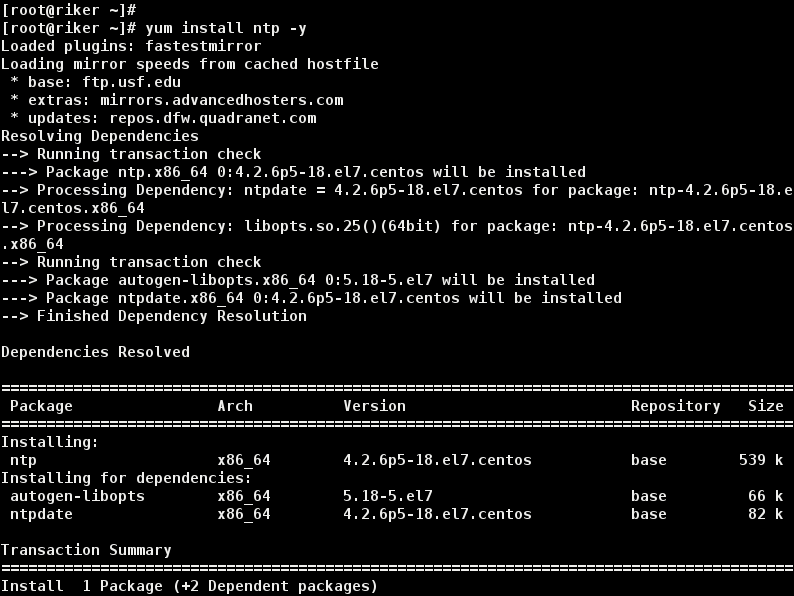 [root@riker ~]#
[root@riker ~]# yum install ntp -y
Loaded plugins: fastestmirror
Loading mirror speeds from cached hostfile
 * base: ftp.usf.edu
 * extras: mirrors.advancedhosters.com
 * updates: repos.dfw.quadranet.com
Resolving Dependencies
--> Running transaction check
---> Package ntp.x86_64 0:4.2.6p5-18.el7.centos will be installed
--> Processing Dependency: ntpdate = 4.2.6p5-18.el7.centos for package: ntp-4.2.6p5-18.e
l7.centos.x86_64
--> Processing Dependency: libopts.so.25()(64bit) for package: ntp-4.2.6p5-18.el7.centos
.x86_64
--> Running transaction check
---> Package autogen-libopts.x86_64 0:5.18-5.el7 will be installed
---> Package ntpdate.x86_64 0:4.2.6p5-18.el7.centos will be installed
--> Finished Dependency Resolution

Dependencies Resolved

========================================================================================
 Package                Arch          Version                         Repository   Size
========================================================================================
Installing:
 ntp                    x86_64        4.2.6p5-18.el7.centos           base        539 k
Installing for dependencies:
 autogen-libopts        x86_64        5.18-5.el7                      base         66 k
 ntpdate                x86_64        4.2.6p5-18.el7.centos           base         82 k

Transaction Summary
========================================================================================
Install  1 Package (+2 Dependent packages)